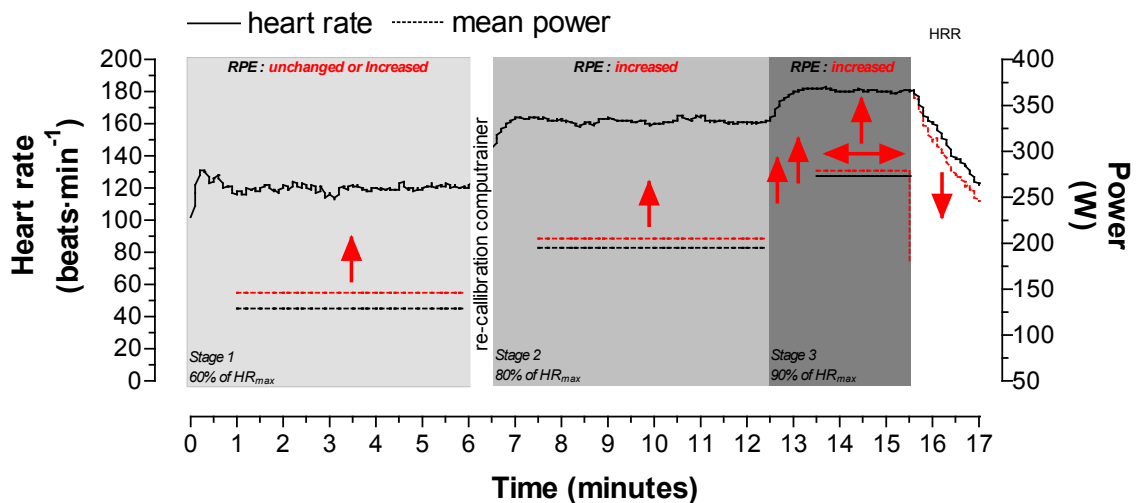 heart rate
mean power
HRR
RPE : unchanged or Increased
RPE : increased
RPE : increased
200
180
160
140
120
100
80
60
40
20
0
Heart rate
(beats·min-1)
re-callibration computrainer
Stage 1
60% of HRmax
Stage 2
80% of HRmax
Stage 3
90% of HRmax
400
350
300
250
200
150
100
50
Power
(W)
0 1 2 3 4 5 6 7 8 9 10 11 12 13 14 15 16 17
Time (minutes)